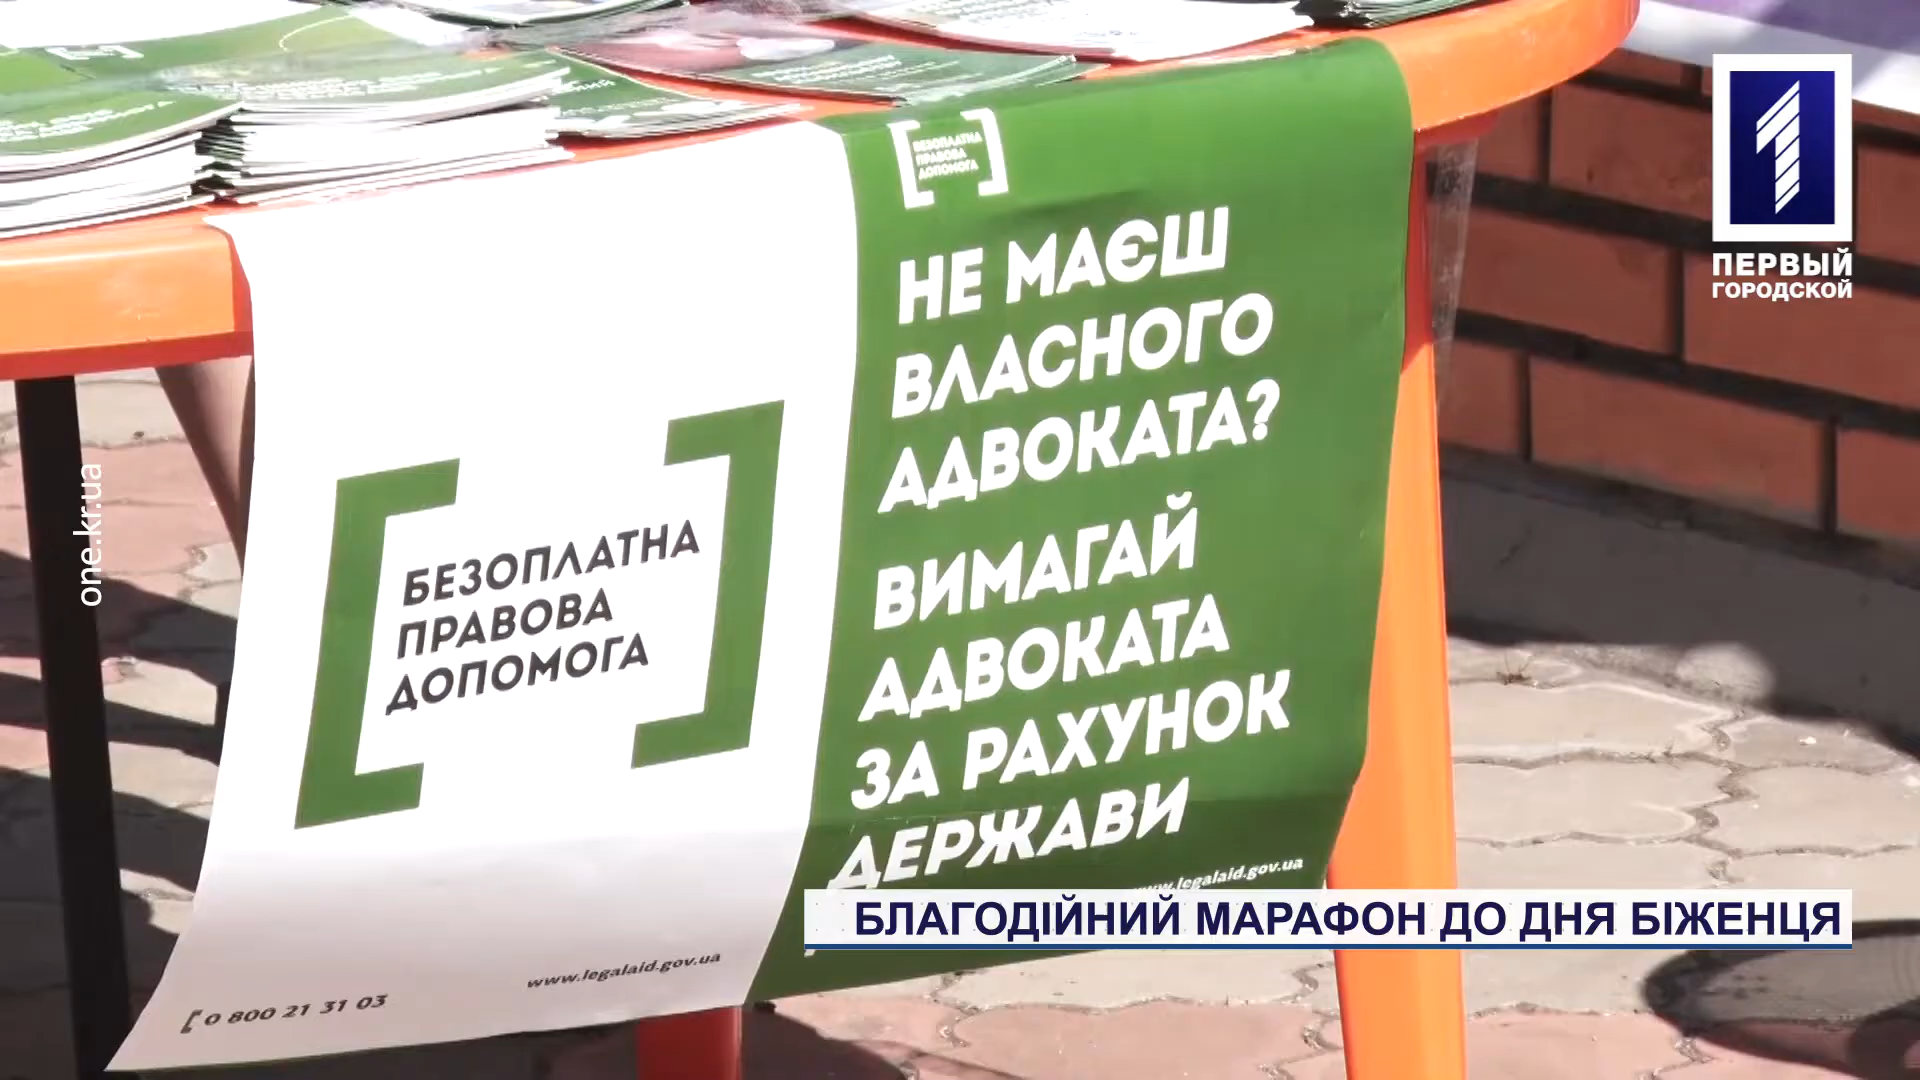 БЕЗОПЛАТНА
ПРАВОВА
ДОПОМОГА
НЕ МАЄШ
ВЛАСНОГО
АДВОКАТА?
ВИМАГАЙ
АДВОКАТА
ЗА РАХУНОК
ДЕРЖАВИ
www.legalaid.gov.ua
БЕЗОПЛАТНА
ПРАВОВА
ДОПОМОГА
www.legalaid.gov.ua
0 800 21 31 03
ПЕРВЫЙ
ГОРОДСКОЙ
one.kr.ua
БЛАГОДІЙНИЙ МАРАФОН ДО ДНЯ БІЖЕНЦЯ